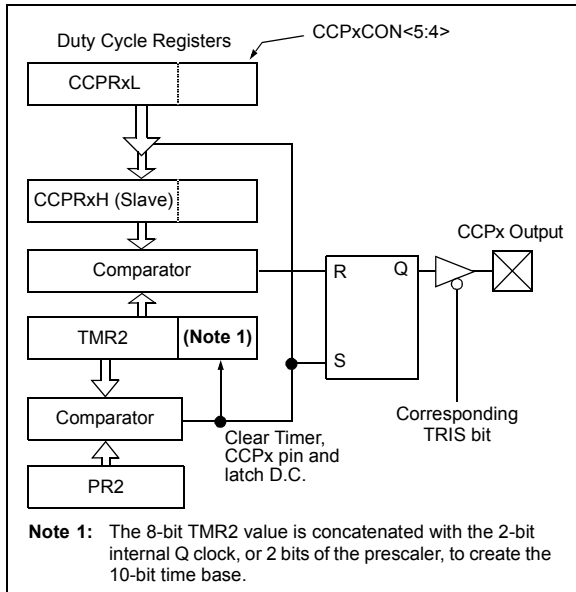 Duty Cycle Registers
CCPxCON<5:4>
CCPRxL
CCPRxH (Slave)
CCPx Output
Comparator
R
Q
TMR2
(Note 1)
S
Comparator
Clear Timer,
CCPx pin and
latch D.C.
Corresponding
TRIS bit
PR2
Note 1: The 8-bit TMR2 value is concatenated with the 2-bit
internal Q clock, or 2 bits of the prescaler, to create the
10-bit time base.